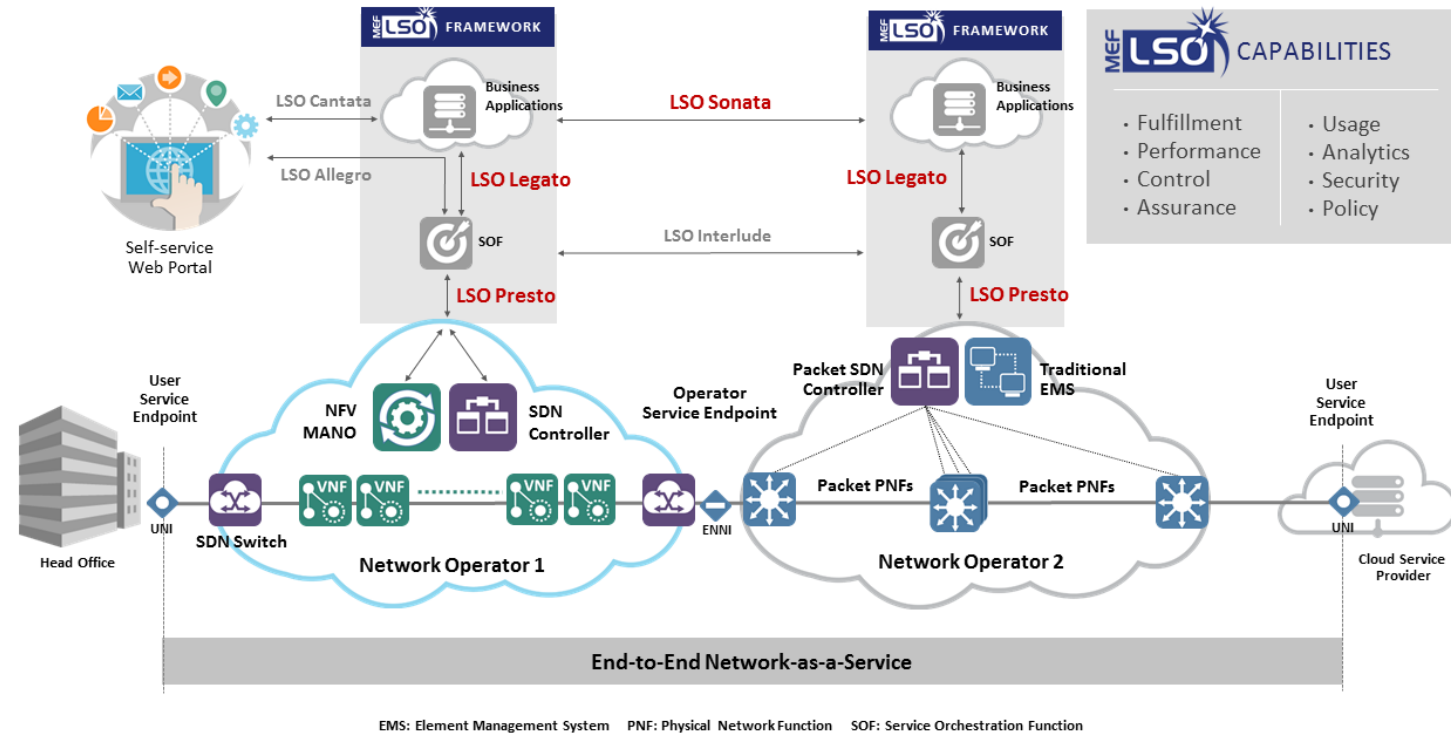 MEF LSO FRAMEWORK
MEF LSO FRAMEWORK
MEF LSO CAPABILITIES
· Fulfillment
· Performance
· Control
· Assurance
· Usage
· Analytics
· Security
· Policy
Business
Applications
Business
Applications
LSO Cantata
LSO Sonata
LSO Allegro
LSO Legato
LSO Legato
Self-service
Web Portal
SOF
LSO Interlude
SOF
LSO Presto
LSO Presto
User
Service
Endpoint
NFV
MANO
SDN
Controller
Operator
Service Endpoint
Packet SDN
Controller
Traditional
EMS
User
Service
Endpoint
VNF
VNF
VNF
VNF
Packet PNFs
Packet PNFs
UNI
SDN Switch
ENNI
UNI
Head Office
Network Operator 1
Network Operator 2
Cloud Service
Provider
End-to-End Network-as-a-Service
EMS: Element Management System PNF: Physical Network Function SOF: Service Orchestration Function